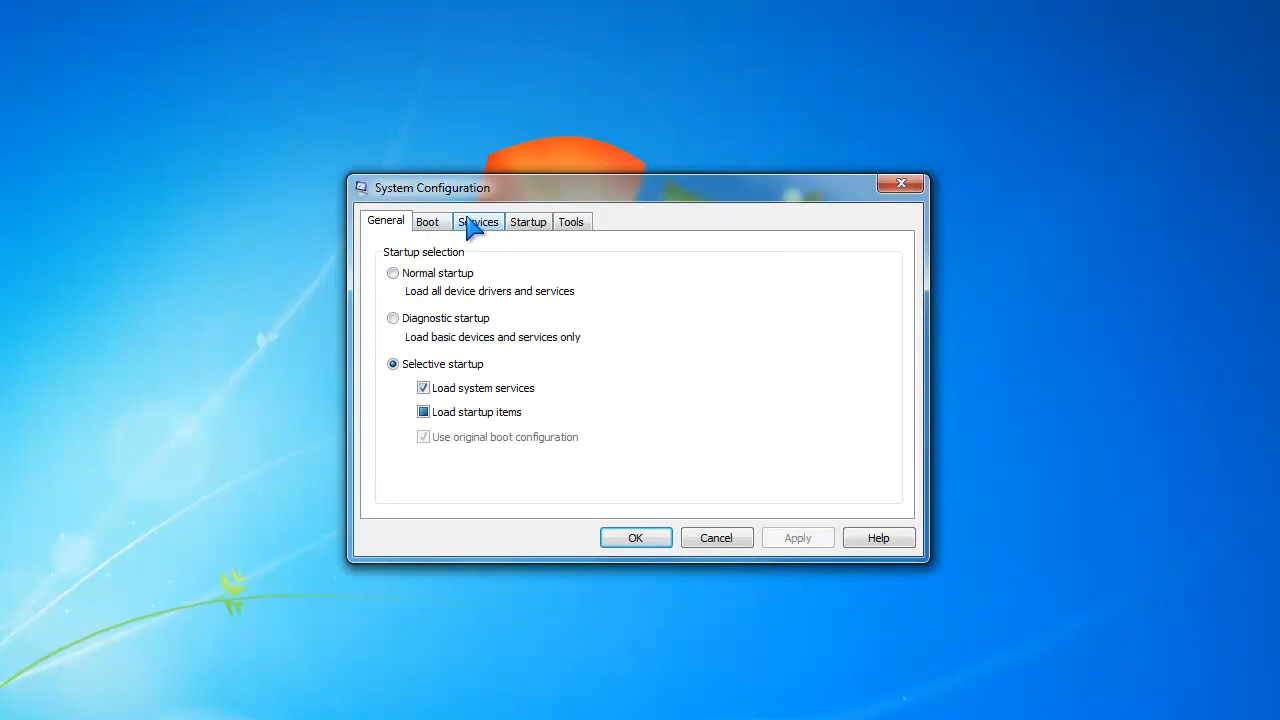 System Configuration
General Boot Services Startup Tools
Startup selection
Normal startup
Load all device drivers and services
Diagnostic startup
Load basic devices and services only
Selective startup
Load system services
Load startup items
Use original boot configuration
OK Cancel Apply Help